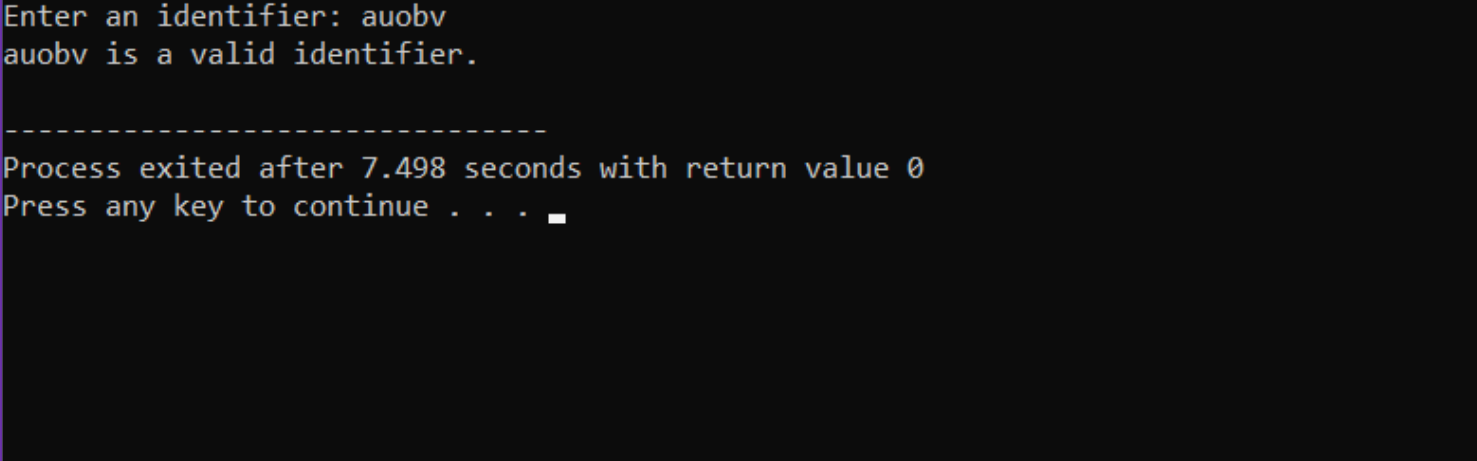 Enter an identifier: auobv
auobv is a valid identifier.
--------------------------------
Process exited after 7.498 seconds with return value 0
Press any key to continue . . .